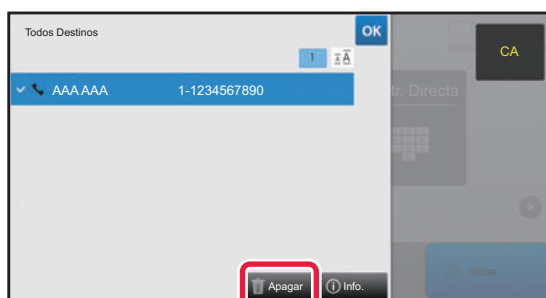 Todos Destinos
OK
CA
1
AAA AAA 1-1234567890
tr. Directa
Apagar
Info.
Iniciar